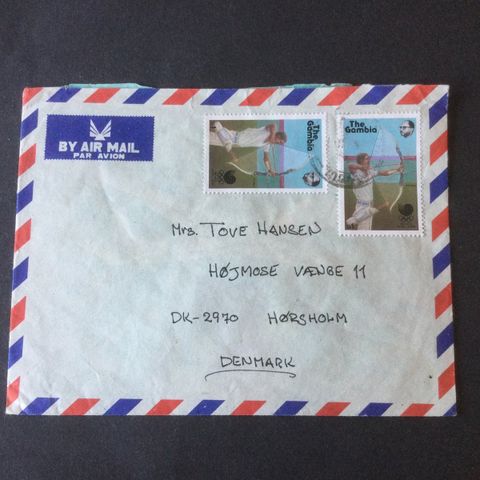 BY AIR MAIL
PAR AVION
The
Gambia
The
Gambia
Mrs. TOVE HANSEN
HØJMOSE VÆNGE 11
DK-2970 HØRSHOLM
DENMARK